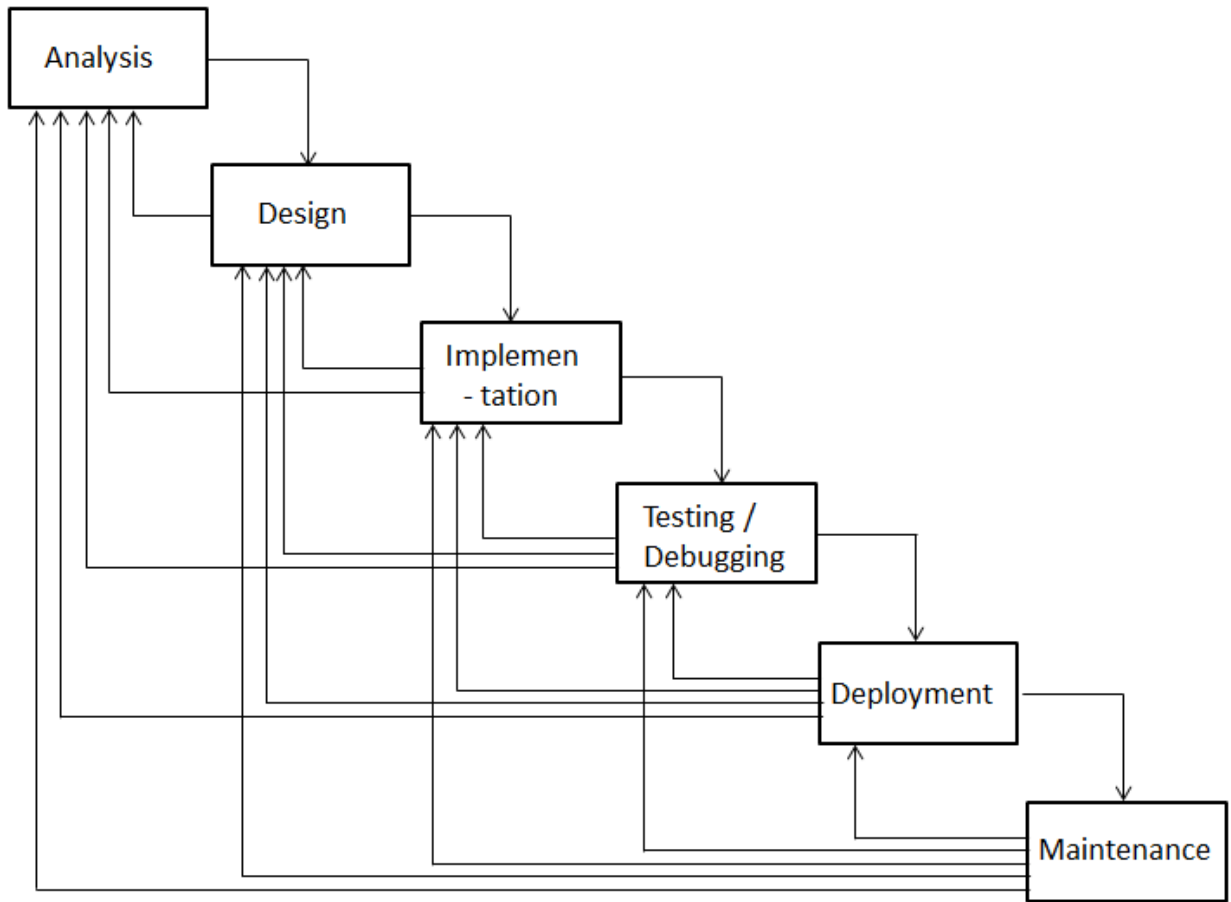 Analysis
Design
Implemen
- tation
Testing /
Debugging
Deployment
Maintenance